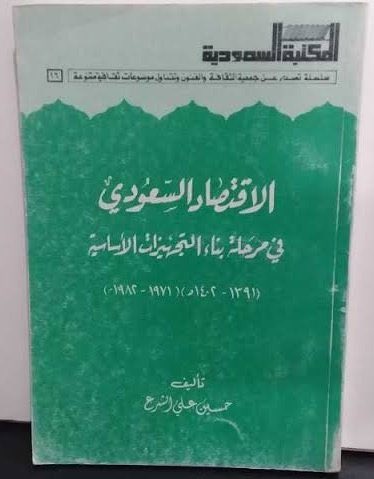 المكتبة السعودية
سلسلة تصدر عن جمعية الثقافة والفنون وتتناول موضوعات ثقافية متنوعة
١٦
الاقتصاد السعودي
في مرحلة بناء التجهيزات الأساسية
(١٣٩١ - ١٤٠٢هـ) (١٩٧١ - ١٩٨٢م)
تأليف
حسين علي الشرع